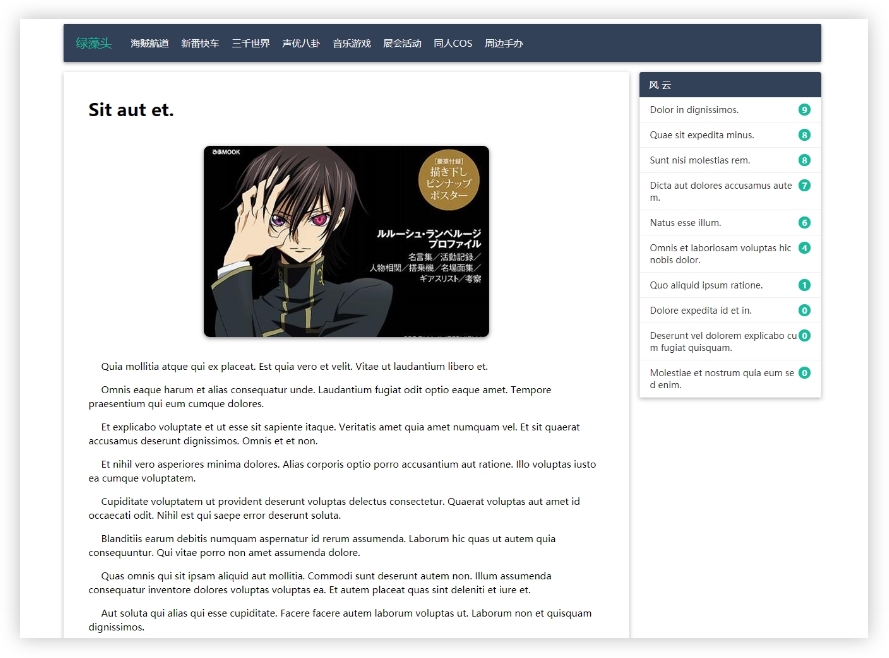 绿藻头 海贼航道 新番快车 三千世界 声优八卦 音乐游戏 展会活动 同人COS 周边手办
Sit aut et.
ぴあMOOK
[豪華付録]
描き下し
ピンナップ
ポスター
ルルーシュ・ランペルージ
プロファイル
名言集／活動記録／
人物相関／搭乗機／名場面集／
ギアスリスト／考察
Quia mollitia atque qui ex placeat. Est quia vero et velit. Vitae ut laudantium libero et.
Omnis eaque harum et alias consequatur unde. Laudantium fugiat odit optio eaque amet. Tempore
praesentium qui eum cumque dolores.
Et explicabo voluptate et ut esse sit sapiente itaque. Veritatis amet quia amet numquam vel. Et sit quaerat
accusamus deserunt dignissimos. Omnis et et non.
Et nihil vero asperiores minima dolores. Alias corporis optio porro accusantium aut ratione. Illo voluptas iusto
ea cumque voluptatem.
Cupiditate voluptatem ut provident deserunt voluptas delectus consectetur. Quaerat voluptas aut amet id
occaecati odit. Nihil est qui saepe error deserunt soluta.
Blanditiis earum debitis numquam aspernatur id rerum assumenda. Laborum hic quas ut autem quia
consequuntur. Qui vitae porro non amet assumenda dolore.
Quas omnis qui sit ipsam aliquid aut mollitia. Commodi sunt deserunt autem non. Illum assumenda
consequatur inventore dolores voluptas voluptas ea. Et autem placeat quas sint deleniti et iure et.
Aut soluta qui alias qui esse cupiditate. Facere facere autem laborum voluptas ut. Laborum non et quisquam
dignissimos.
风 云
Dolor in dignissimos. 9
Quae sit expedita minus. 8
Sunt nisi molestias rem. 8
Dicta aut dolores accusamus aute 7
m.
Natus esse illum. 6
Omnis et laboriosam voluptas hic 4
nobis dolor.
Quo aliquid ipsum ratione. 1
Dolore expedita id et in. 0
Deserunt vel dolorem explicabo cu 0
m fugiat quisquam.
Molestiae et nostrum quia eum se 0
d enim.